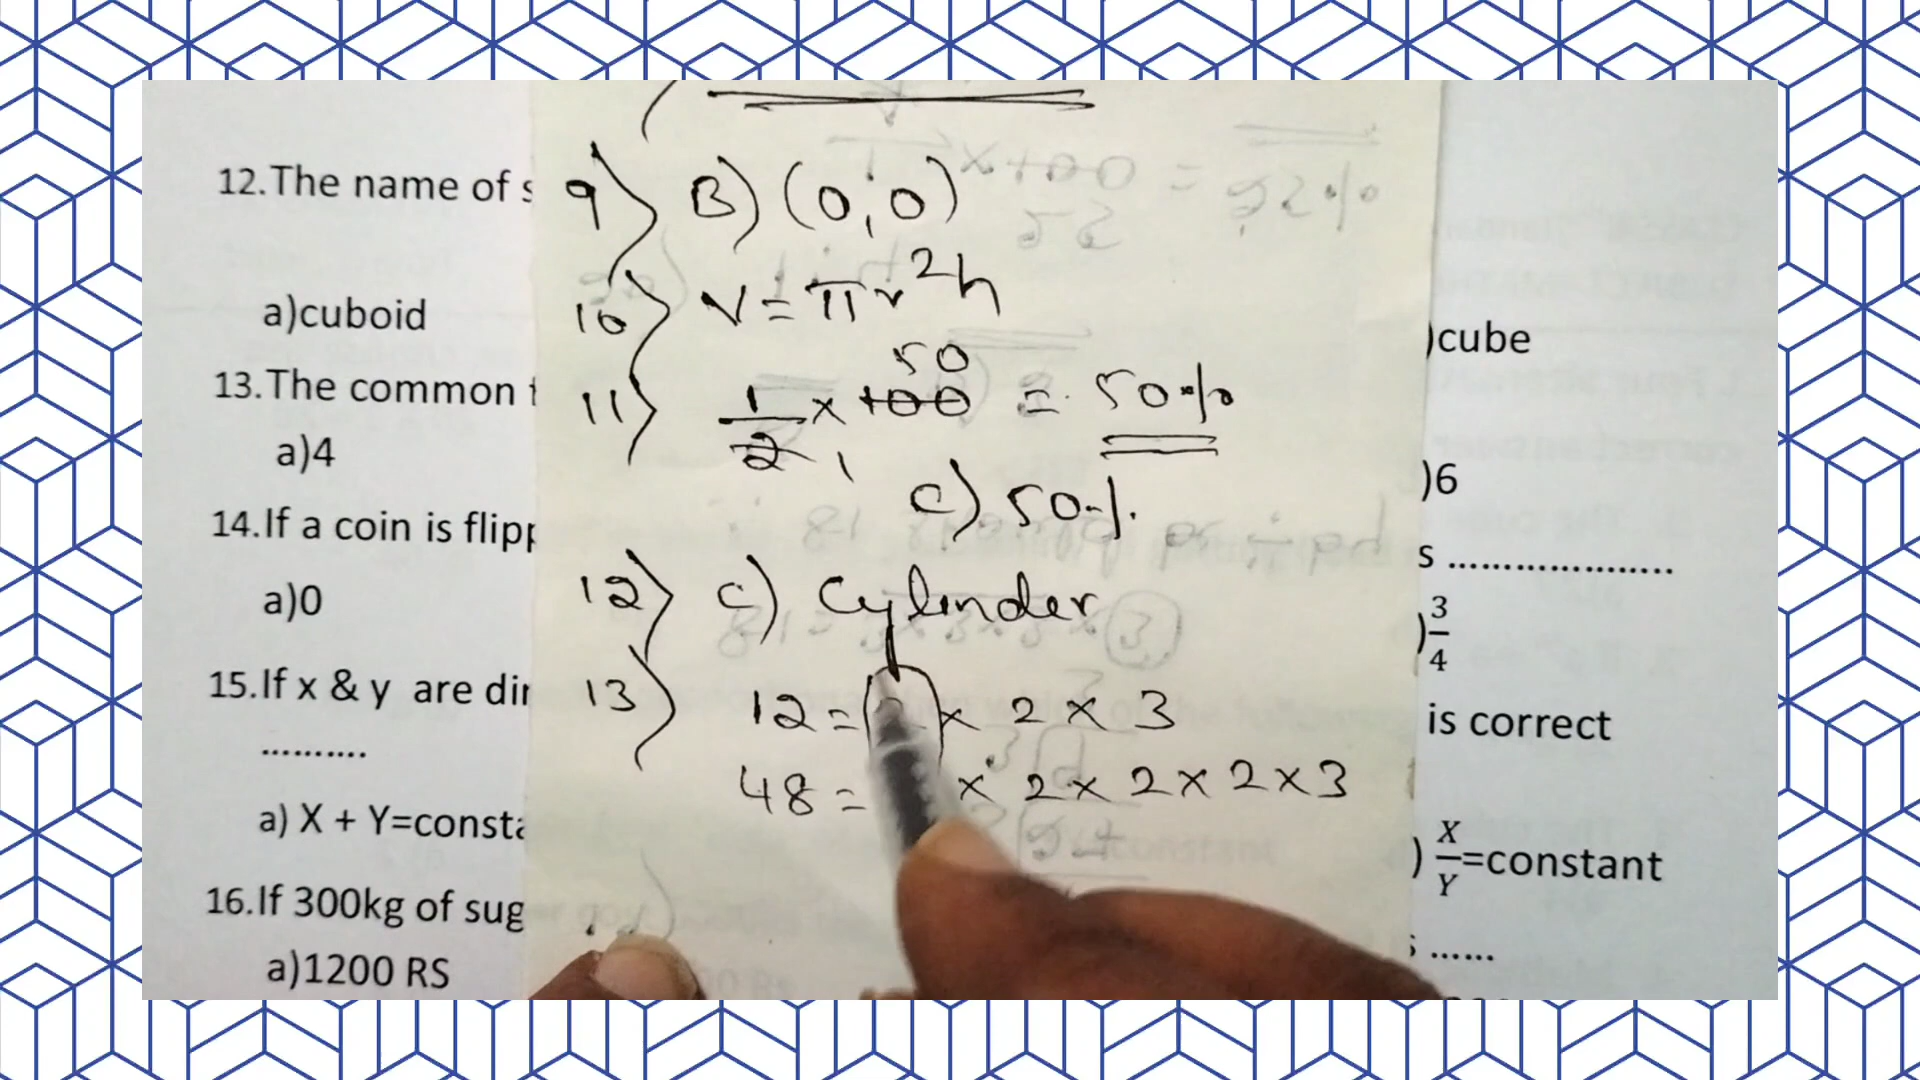 12.The name of s
a)cuboid
13.The common
a)4
14.If a coin is flip
a)0
15.If x & y are dir
..........
a) X + Y=consta
16.If 300kg of sug
a)1200 RS
9) B) (0,0)
10) V = πr²h
50
11) 1/2 x 100 = 50%
1
C) 50%
12) C) Cylinder
13) 12 = 2 x 2 x 3
48 = x 2 x 2 x 2 x 3
)cube
)6
s ....................
)3/4
is correct
) X/Y=constant
s ......